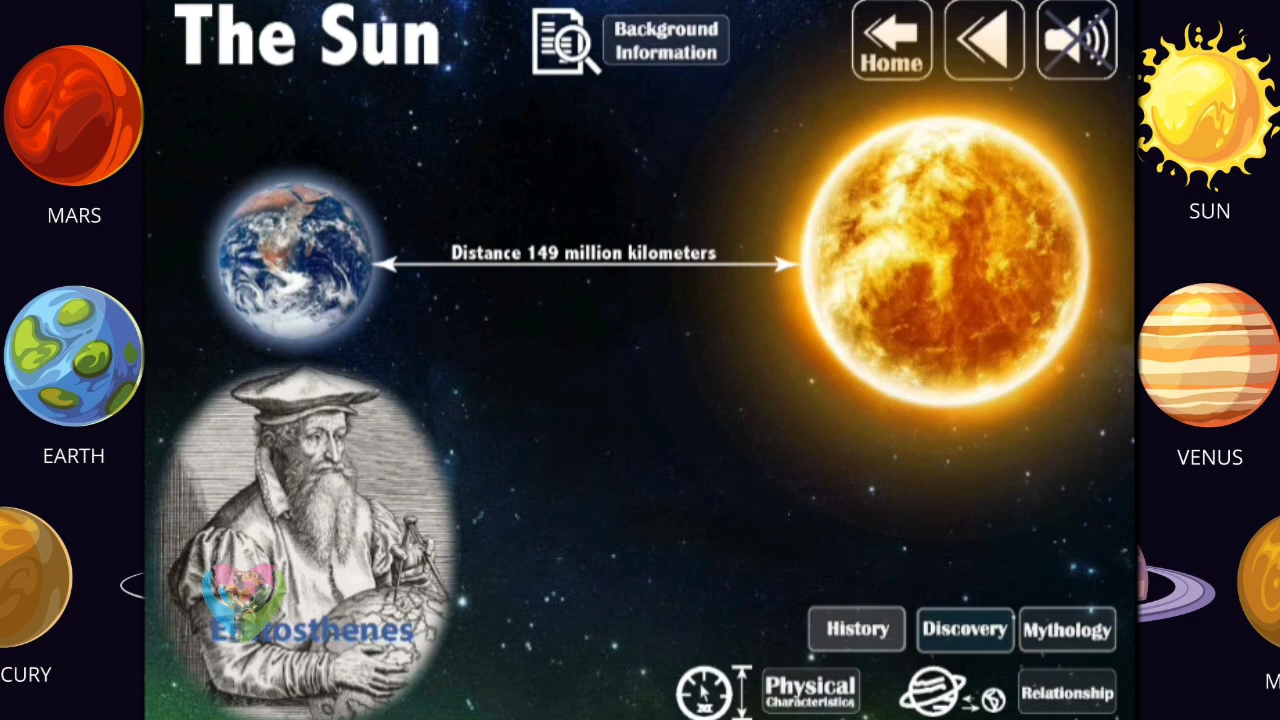 The Sun
Background
Information
Home
MARS
SUN
Distance 149 million kilometers
EARTH
VENUS
History
Discovery
Mythology
CURY
M
Physical
Characteristics
Relationship